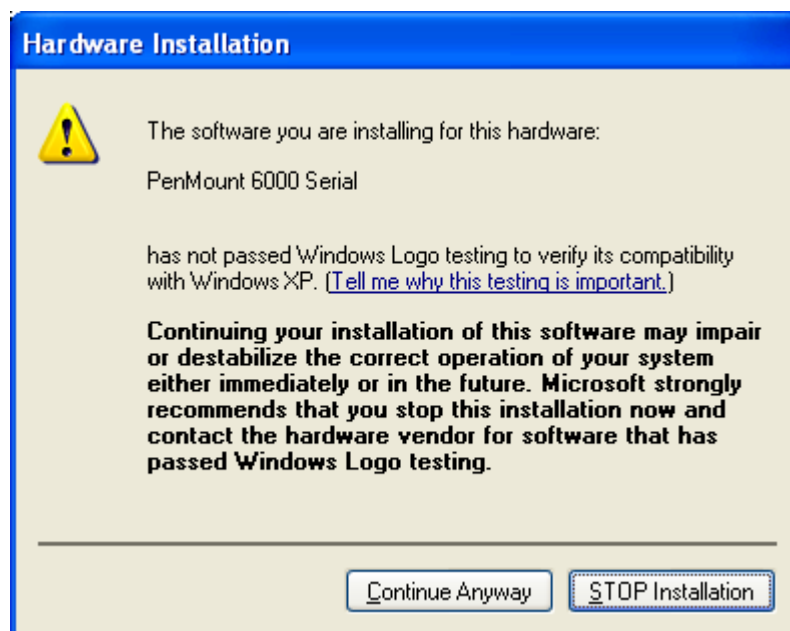 Hardware Installation
The software you are installing for this hardware:
PenMount 6000 Serial
has not passed Windows Logo testing to verify its compatibility
with Windows XP. (Tell me why this testing is important.)
Continuing your installation of this software may impair
or destabilize the correct operation of your system
either immediately or in the future. Microsoft strongly
recommends that you stop this installation now and
contact the hardware vendor for software that has
passed Windows Logo testing.
Continue Anyway STOP Installation